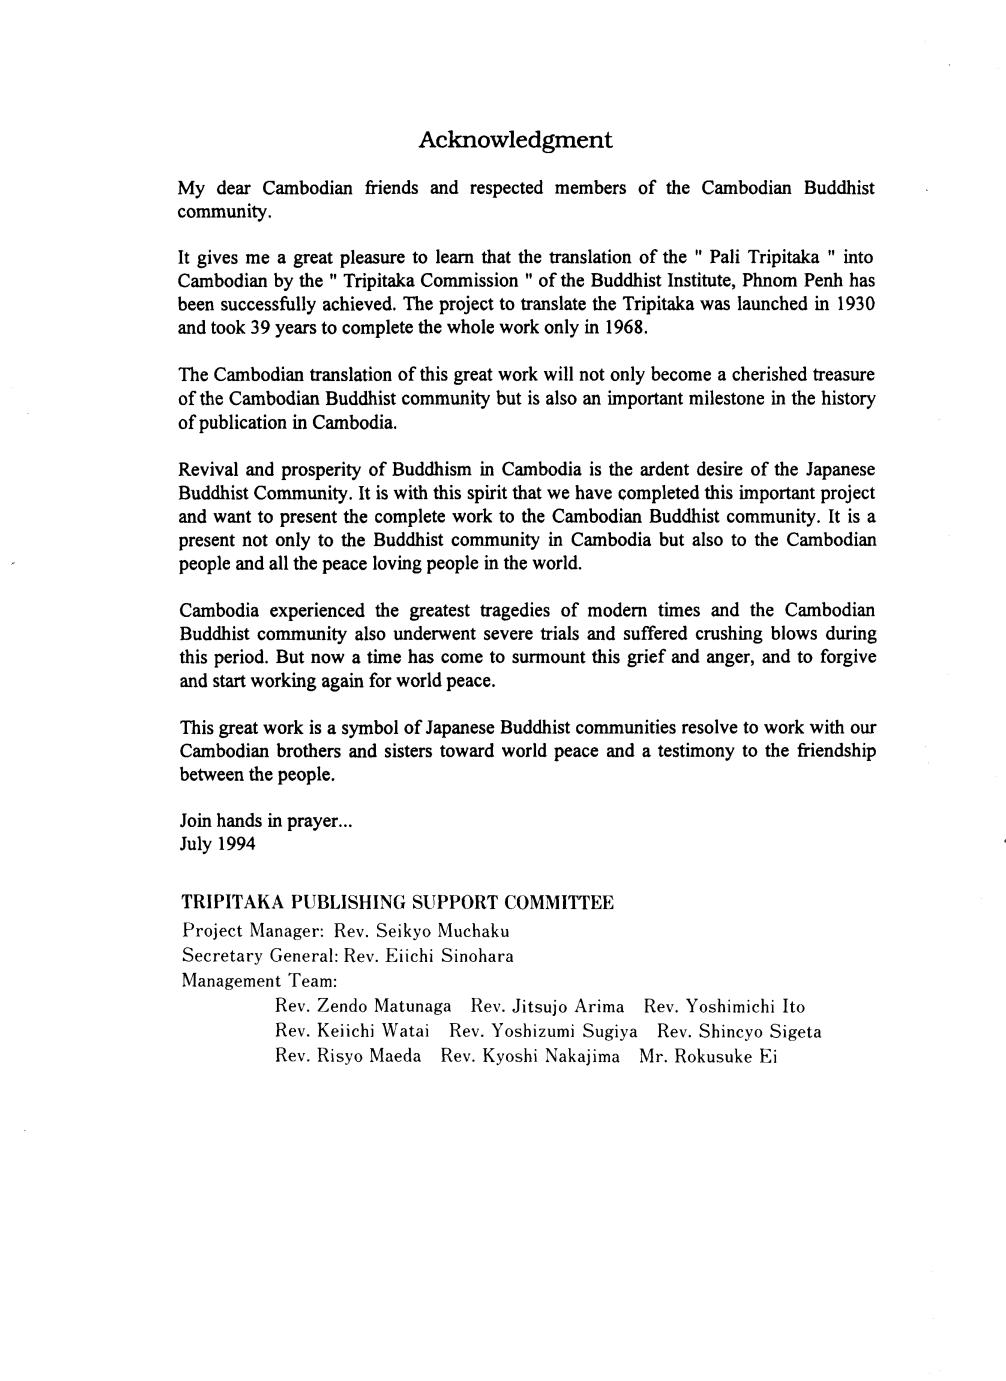 Acknowledgment
My dear Cambodian friends and respected members of the Cambodian Buddhist
community.
It gives me a great pleasure to learn that the translation of the " Pali Tripitaka " into
Cambodian by the " Tripitaka Commission " of the Buddhist Institute, Phnom Penh has
been successfully achieved. The project to translate the Tripitaka was launched in 1930
and took 39 years to complete the whole work only in 1968.
The Cambodian translation of this great work will not only become a cherished treasure
of the Cambodian Buddhist community but is also an important milestone in the history
of publication in Cambodia.
Revival and prosperity of Buddhism in Cambodia is the ardent desire of the Japanese
Buddhist Community. It is with this spirit that we have completed this important project
and want to present the complete work to the Cambodian Buddhist community. It is a
present not only to the Buddhist community in Cambodia but also to the Cambodian
people and all the peace loving people in the world.
Cambodia experienced the greatest tragedies of modern times and the Cambodian
Buddhist community also underwent severe trials and suffered crushing blows during
this period. But now a time has come to surmount this grief and anger, and to forgive
and start working again for world peace.
This great work is a symbol of Japanese Buddhist communities resolve to work with our
Cambodian brothers and sisters toward world peace and a testimony to the friendship
between the people.
Join hands in prayer...
July 1994
TRIPITAKA PUBLISHING SUPPORT COMMITTEE
Project Manager: Rev. Seikyo Muchaku
Secretary General: Rev. Eiichi Sinohara
Management Team:
Rev. Zendo Matunaga Rev. Jitsujo Arima Rev. Yoshimichi Ito
Rev. Keiichi Watai Rev. Yoshizumi Sugiya Rev. Shincyo Sigeta
Rev. Risyo Maeda Rev. Kyoshi Nakajima Mr. Rokusuke Ei